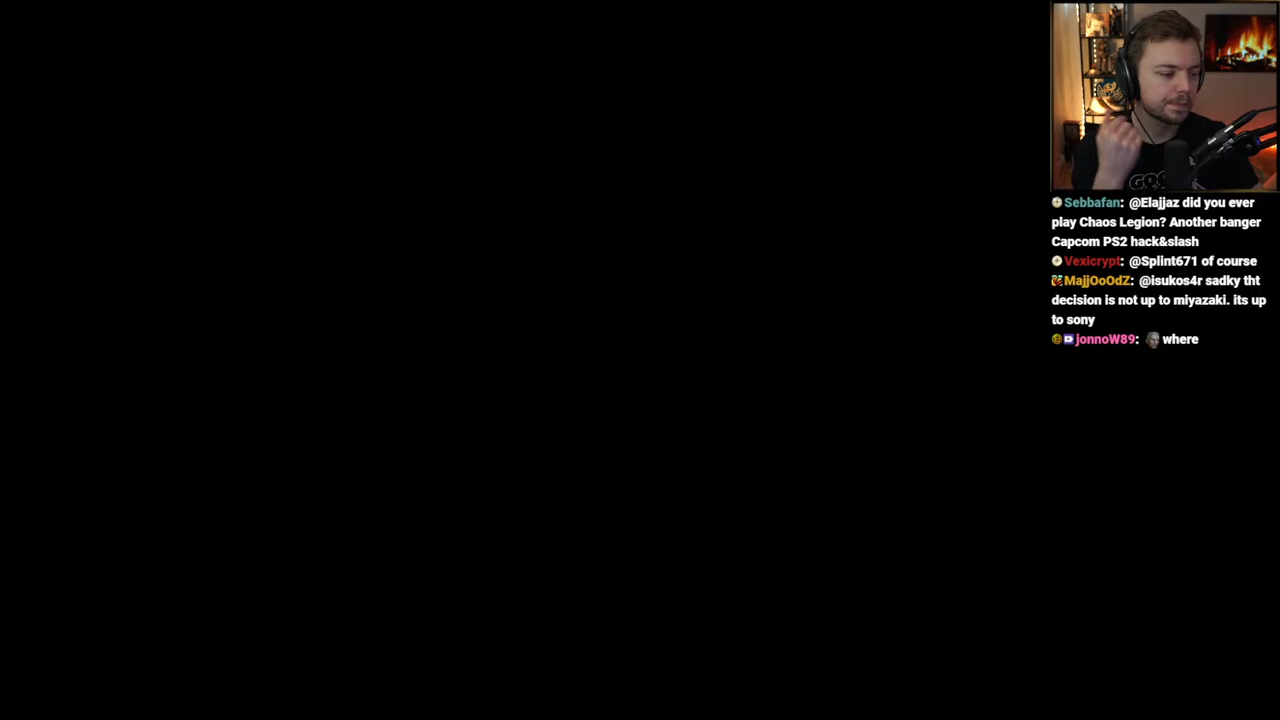 GOS
Sebbafan: @Elajjaz did you ever
play Chaos Legion? Another banger
Capcom PS2 hack&slash
Vexicrypt: @Splint671 of course
MajjOoOdZ: @isukos4r sadky tht
decision is not up to miyazaki. its up
to sony
jonnoW89: where